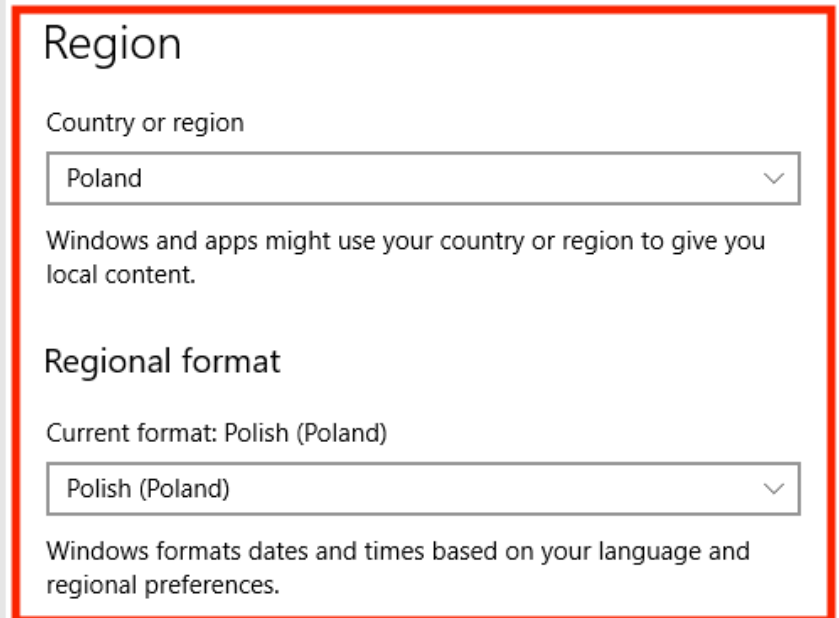 Region
Country or region
Poland
Windows and apps might use your country or region to give you
local content.
Regional format
Current format: Polish (Poland)
Polish (Poland)
Windows formats dates and times based on your language and
regional preferences.